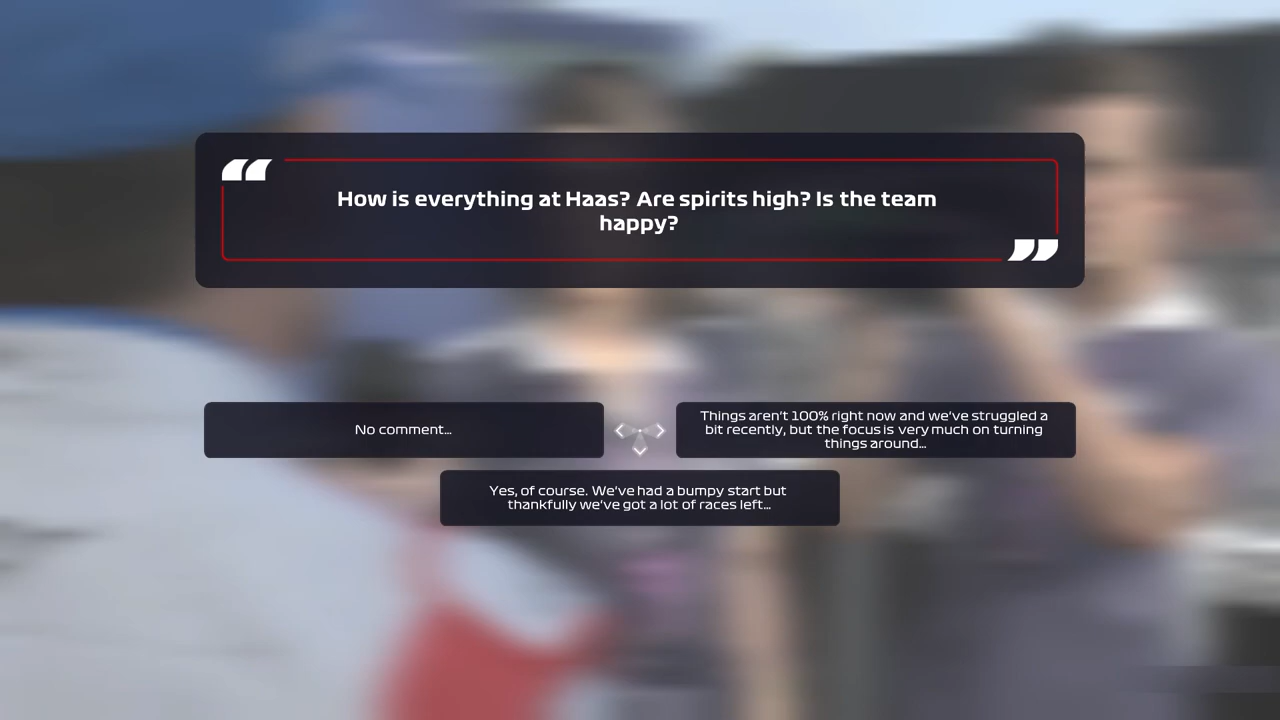 How is everything at Haas? Are spirits high? Is the team
happy?
No comment...
Things aren't 100% right now and we've struggled a
bit recently, but the focus is very much on turning
things around...
Yes, of course. We've had a bumpy start but
thankfully we've got a lot of races left...